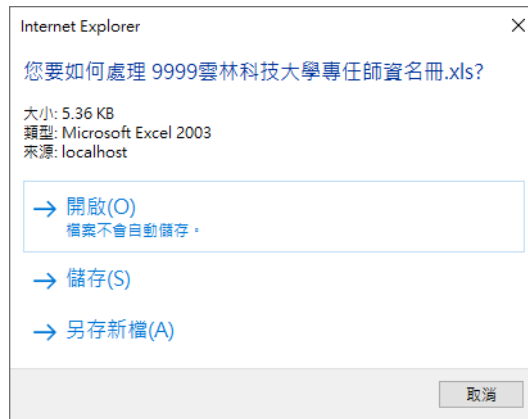 Internet Explorer
您要如何處理 9999雲林科技大學專任師資名冊.xls?
大小: 5.36 KB
類型: Microsoft Excel 2003
來源: localhost
開啟(O)
檔案不會自動儲存。
儲存(S)
另存新檔(A)
取消